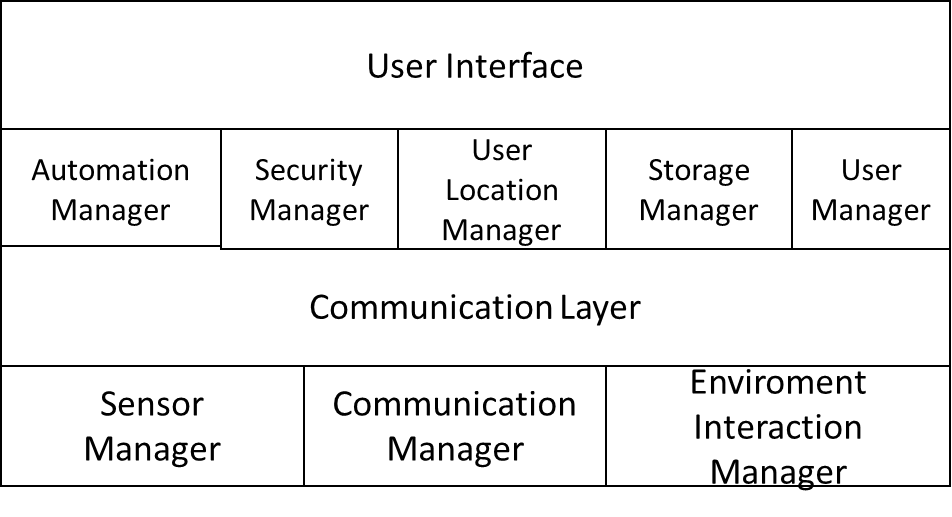 User Interface
Automation
Manager
Security
Manager
User
Location
Manager
Storage
Manager
User
Manager
Communication Layer
Sensor
Manager
Communication
Manager
Enviroment
Interaction
Manager